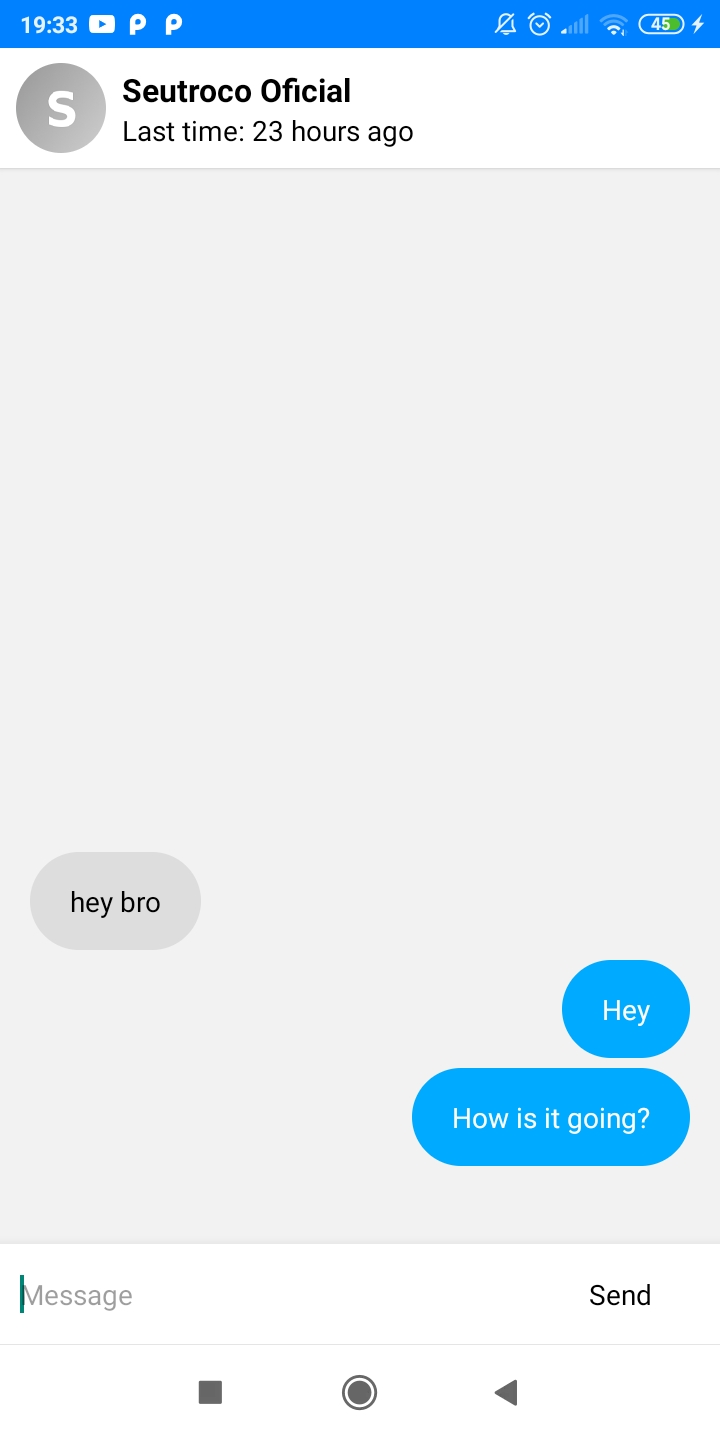 19:33
45
S
Seutroco Oficial
Last time: 23 hours ago
hey bro
Hey
How is it going?
Message
Send